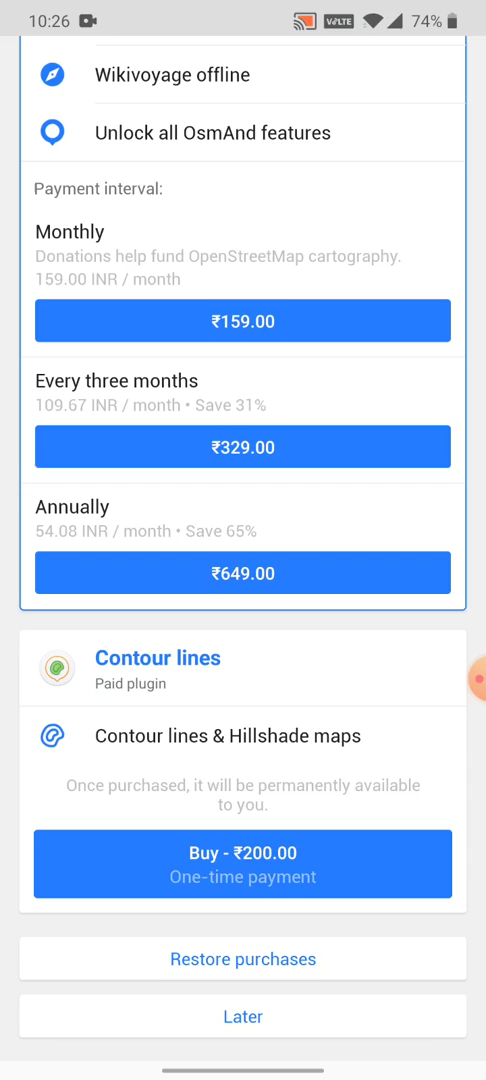 10:26
VoLTE
74%
Wikivoyage offline
Unlock all OsmAnd features
Payment interval:
Monthly
Donations help fund OpenStreetMap cartography.
159.00 INR / month
₹159.00
Every three months
109.67 INR / month • Save 31%
₹329.00
Annually
54.08 INR / month • Save 65%
₹649.00
Contour lines
Paid plugin
Contour lines & Hillshade maps
Once purchased, it will be permanently available
to you.
Buy - ₹200.00
One-time payment
Restore purchases
Later